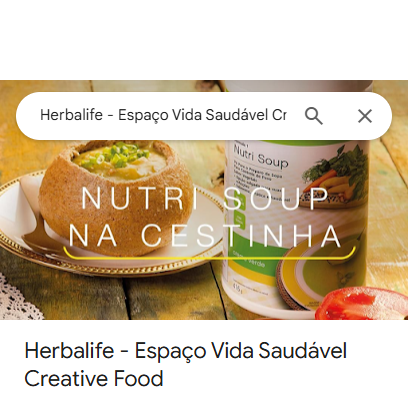 Herbalife - Espaço Vida Saudável Cr
Nutri Soup
NUTRI SOUP
NA CESTINHA
Herbalife - Espaço Vida Saudável
Creative Food